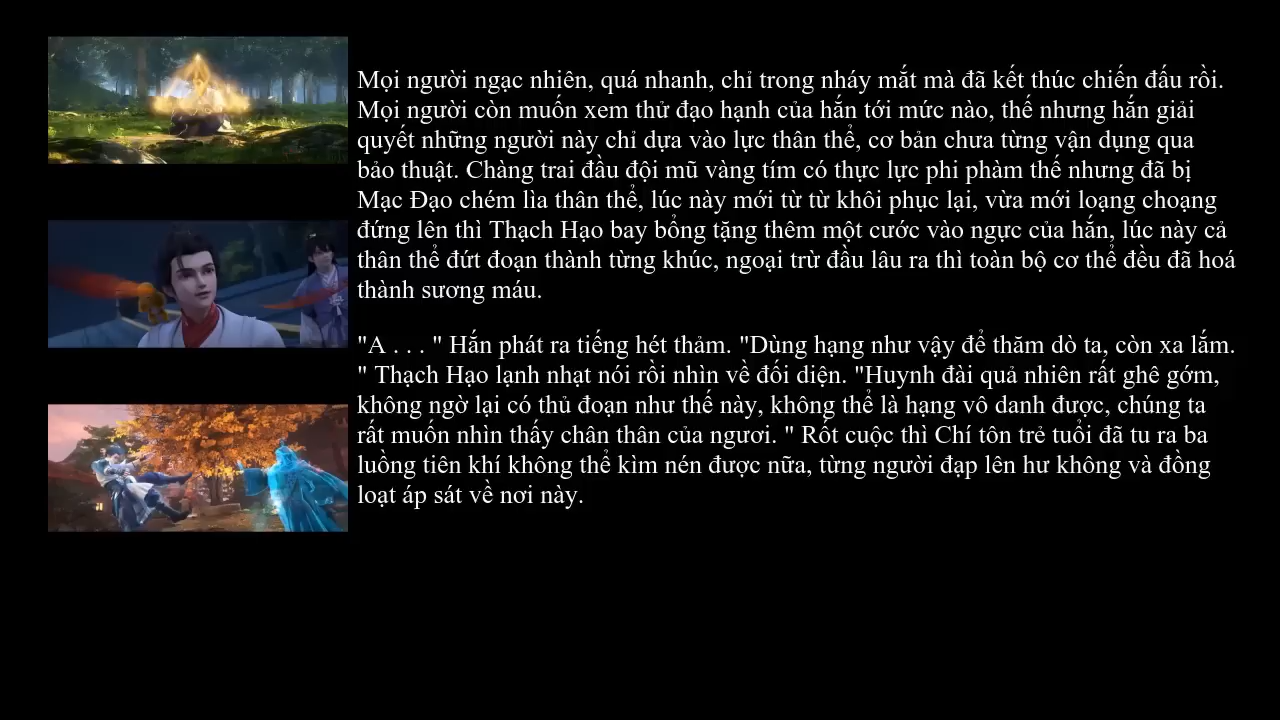 Mọi người ngạc nhiên, quá nhanh, chỉ trong nháy mắt mà đã kết thúc chiến đấu rồi.
Mọi người còn muốn xem thử đạo hạnh của hắn tới mức nào, thế nhưng hắn giải
quyết những người này chỉ dựa vào lực thân thể, cơ bản chưa từng vận dụng qua
bảo thuật. Chàng trai đầu đội mũ vàng tím có thực lực phi phàm thế nhưng đã bị
Mạc Đạo chém lìa thân thể, lúc này mới từ từ khôi phục lại, vừa mới loạng choạng
đứng lên thì Thạch Hạo bay bổng tặng thêm một cước vào ngực của hắn, lúc này cả
thân thể đứt đoạn thành từng khúc, ngoại trừ đầu lâu ra thì toàn bộ cơ thể đều đã hoá
thành sương máu.
"A . . . " Hắn phát ra tiếng hét thảm. "Dùng hạng như vậy để thăm dò ta, còn xa lắm.
" Thạch Hạo lạnh nhạt nói rồi nhìn về đối diện. "Huynh đài quả nhiên rất ghê gớm,
không ngờ lại có thủ đoạn như thế này, không thể là hạng vô danh được, chúng ta
rất muốn nhìn thấy chân thân của ngươi. " Rốt cuộc thì Chí tôn trẻ tuổi đã tu ra ba
luồng tiên khí không thể kìm nén được nữa, từng người đạp lên hư không và đồng
loạt áp sát về nơi này.